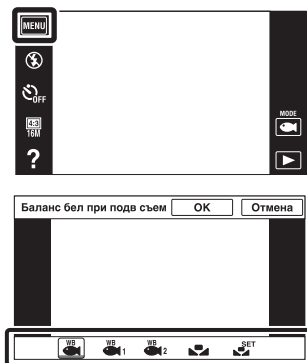 MENU
OFF
4:3
16M
?
MODE
Баланс бел при подв съем OK Отмена
WB WB 1 WB 2 SET